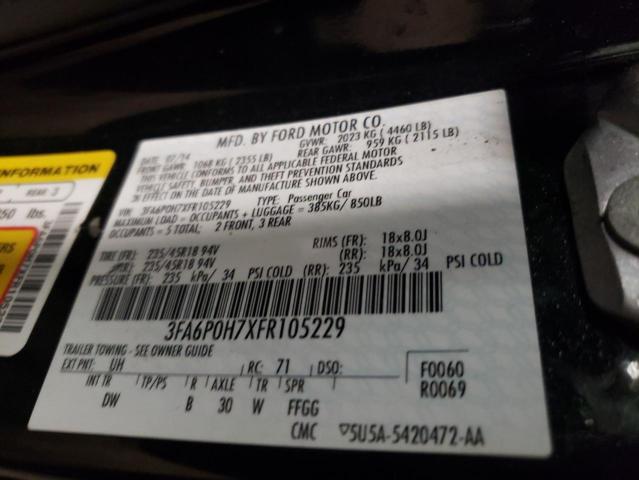 MFD. BY FORD MOTOR CO.
DATE: 07/14 GVWR: 2023 KG ( 4460 LB)
FRONT GAWR: 1068 KG ( 2355 LB) REAR GAWR: 959 KG ( 2115 LB)
THIS VEHICLE CONFORMS TO ALL APPLICABLE FEDERAL MOTOR
VEHICLE SAFETY, BUMPER, AND THEFT PREVENTION STANDARDS
IN EFFECT ON THE DATE OF MANUFACTURE SHOWN ABOVE.
VIN: 3FA6P0H7XFR105229 TYPE: Passenger Car
MAXIMUM LOAD = OCCUPANTS + LUGGAGE = 385KG/ 850LB
OCCUPANTS = 5 TOTAL 2 FRONT, 3 REAR
TIRE (FR): 235/45R18 94V RIMS (FR): 18x8.0J
(RR): 235/45R18 94V (RR): 18x8.0J
PRESSURE (FR): 235 kPa/ 34 PSI COLD (RR): 235 kPa/ 34 PSI COLD
3FA6P0H7XFR105229
TRAILER TOWING - SEE OWNER GUIDE
EXT PNT: UH RC: 71 DSO: F0060
INT TR TP/PS R AXLE TR SPR R0069
DW B 30 W FFGG
CMC 5U5A-5420472-AA
INFORMATION
REAR 3
lbs.